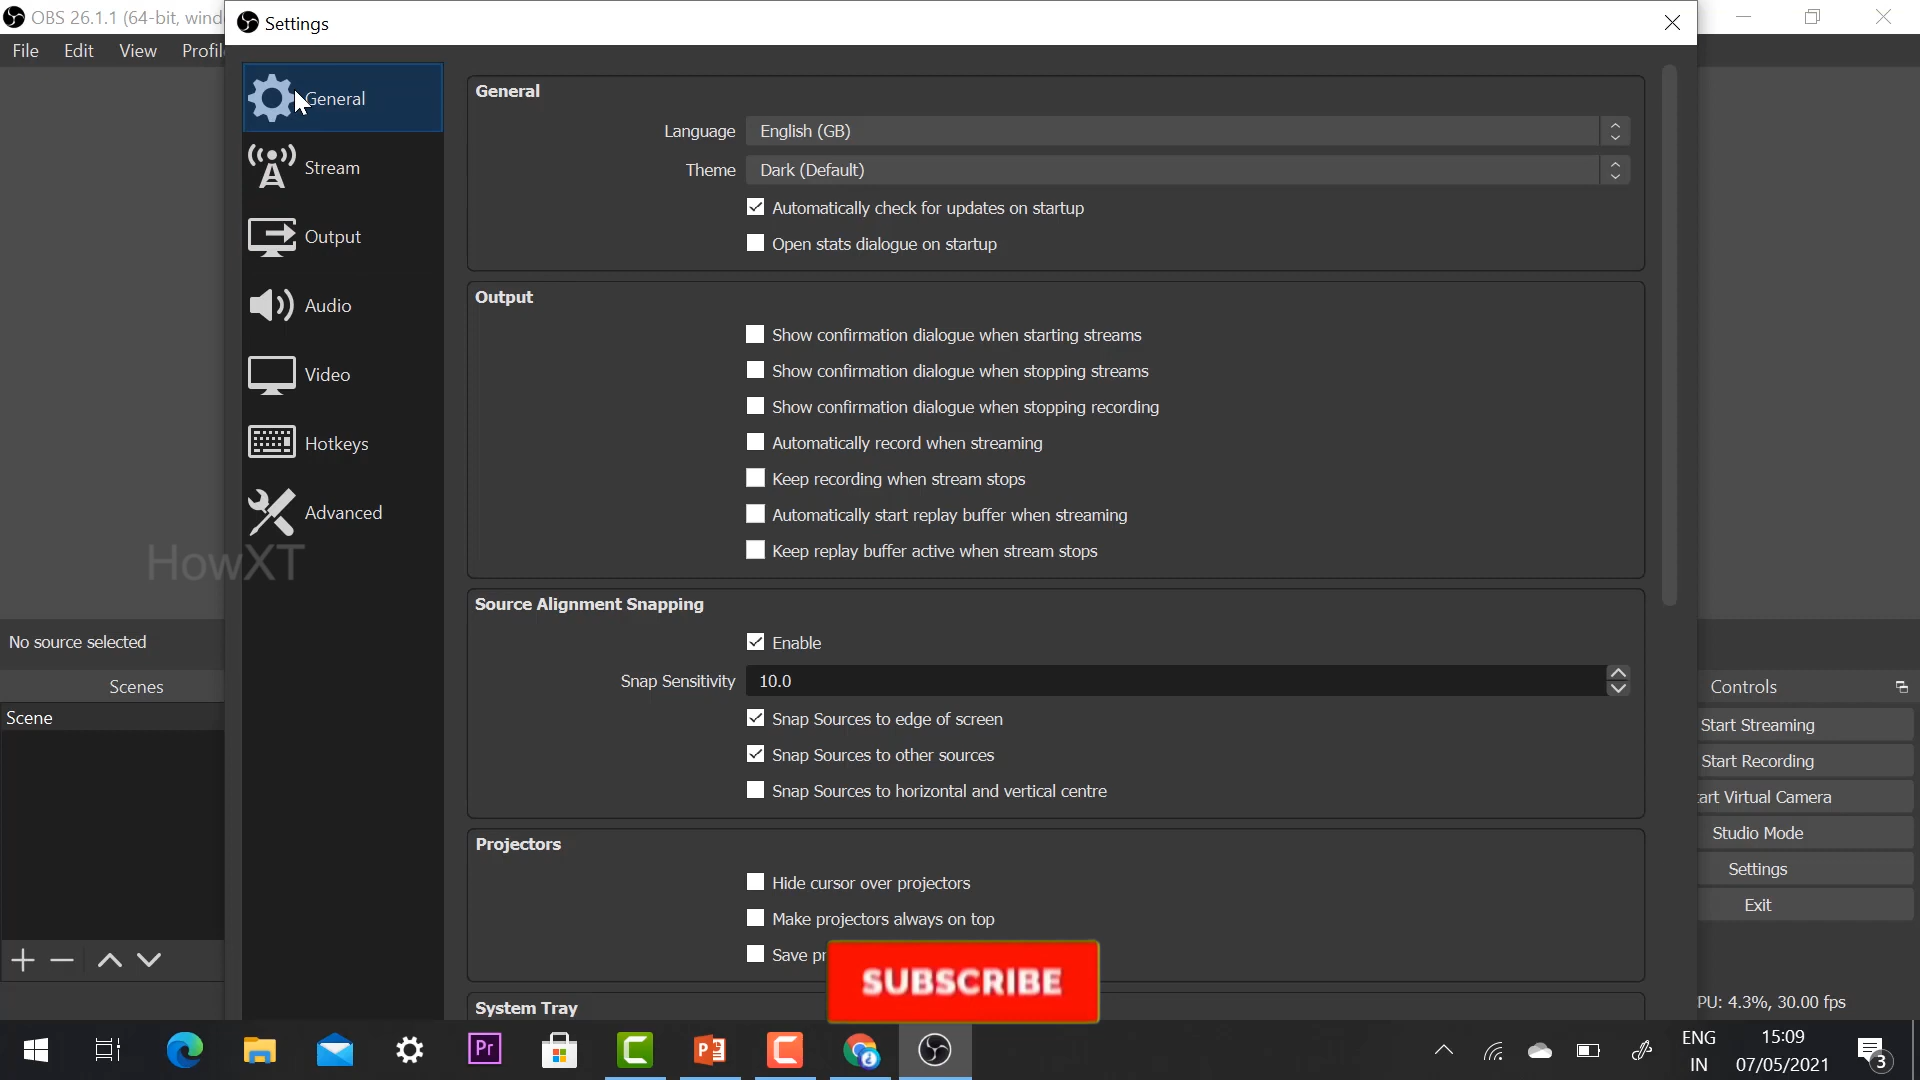 OBS 26.1.1 (64-bit, wind
Settings
File Edit View Profil
General
Stream
Output
Audio
Video
Hotkeys
Advanced
General
Language English (GB)
Theme Dark (Default)
Automatically check for updates on startup
Open stats dialogue on startup
Output
Show confirmation dialogue when starting streams
Show confirmation dialogue when stopping streams
Show confirmation dialogue when stopping recording
Automatically record when streaming
Keep recording when stream stops
Automatically start replay buffer when streaming
Keep replay buffer active when stream stops
Source Alignment Snapping
Enable
Snap Sensitivity 10.0
Snap Sources to edge of screen
Snap Sources to other sources
Snap Sources to horizontal and vertical centre
Projectors
Hide cursor over projectors
Make projectors always on top
Save pr
SUBSCRIBE
System Tray
HowXT
No source selected
Scenes
Scene
Controls
Start Streaming
Start Recording
tart Virtual Camera
Studio Mode
Settings
Exit
PU: 4.3%, 30.00 fps
Pr
ENG
IN
15:09
07/05/2021
3